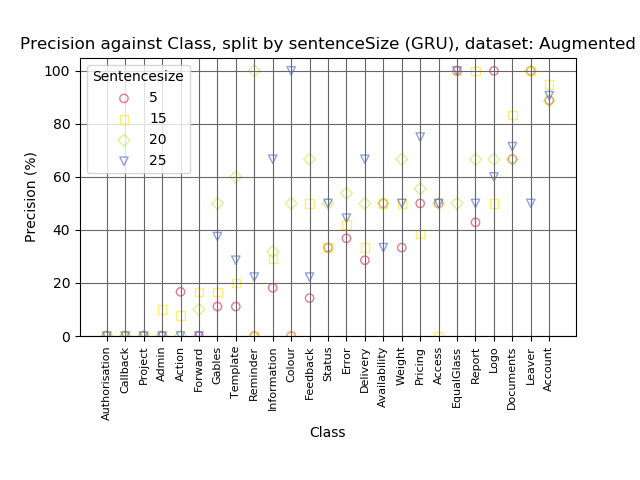 Precision against Class, split by sentenceSize (GRU), dataset: Augmented
100
80
60
40
20
0
Precision (%)
Sentencesize
5
15
20
25
Authorisation
Callback
Project
Admin
Action
Forward
Gables
Template
Reminder
Information
Colour
Feedback
Status
Error
Delivery
Availability
Weight
Pricing
Access
EqualGlass
Report
Logo
Documents
Leaver
Account
Class